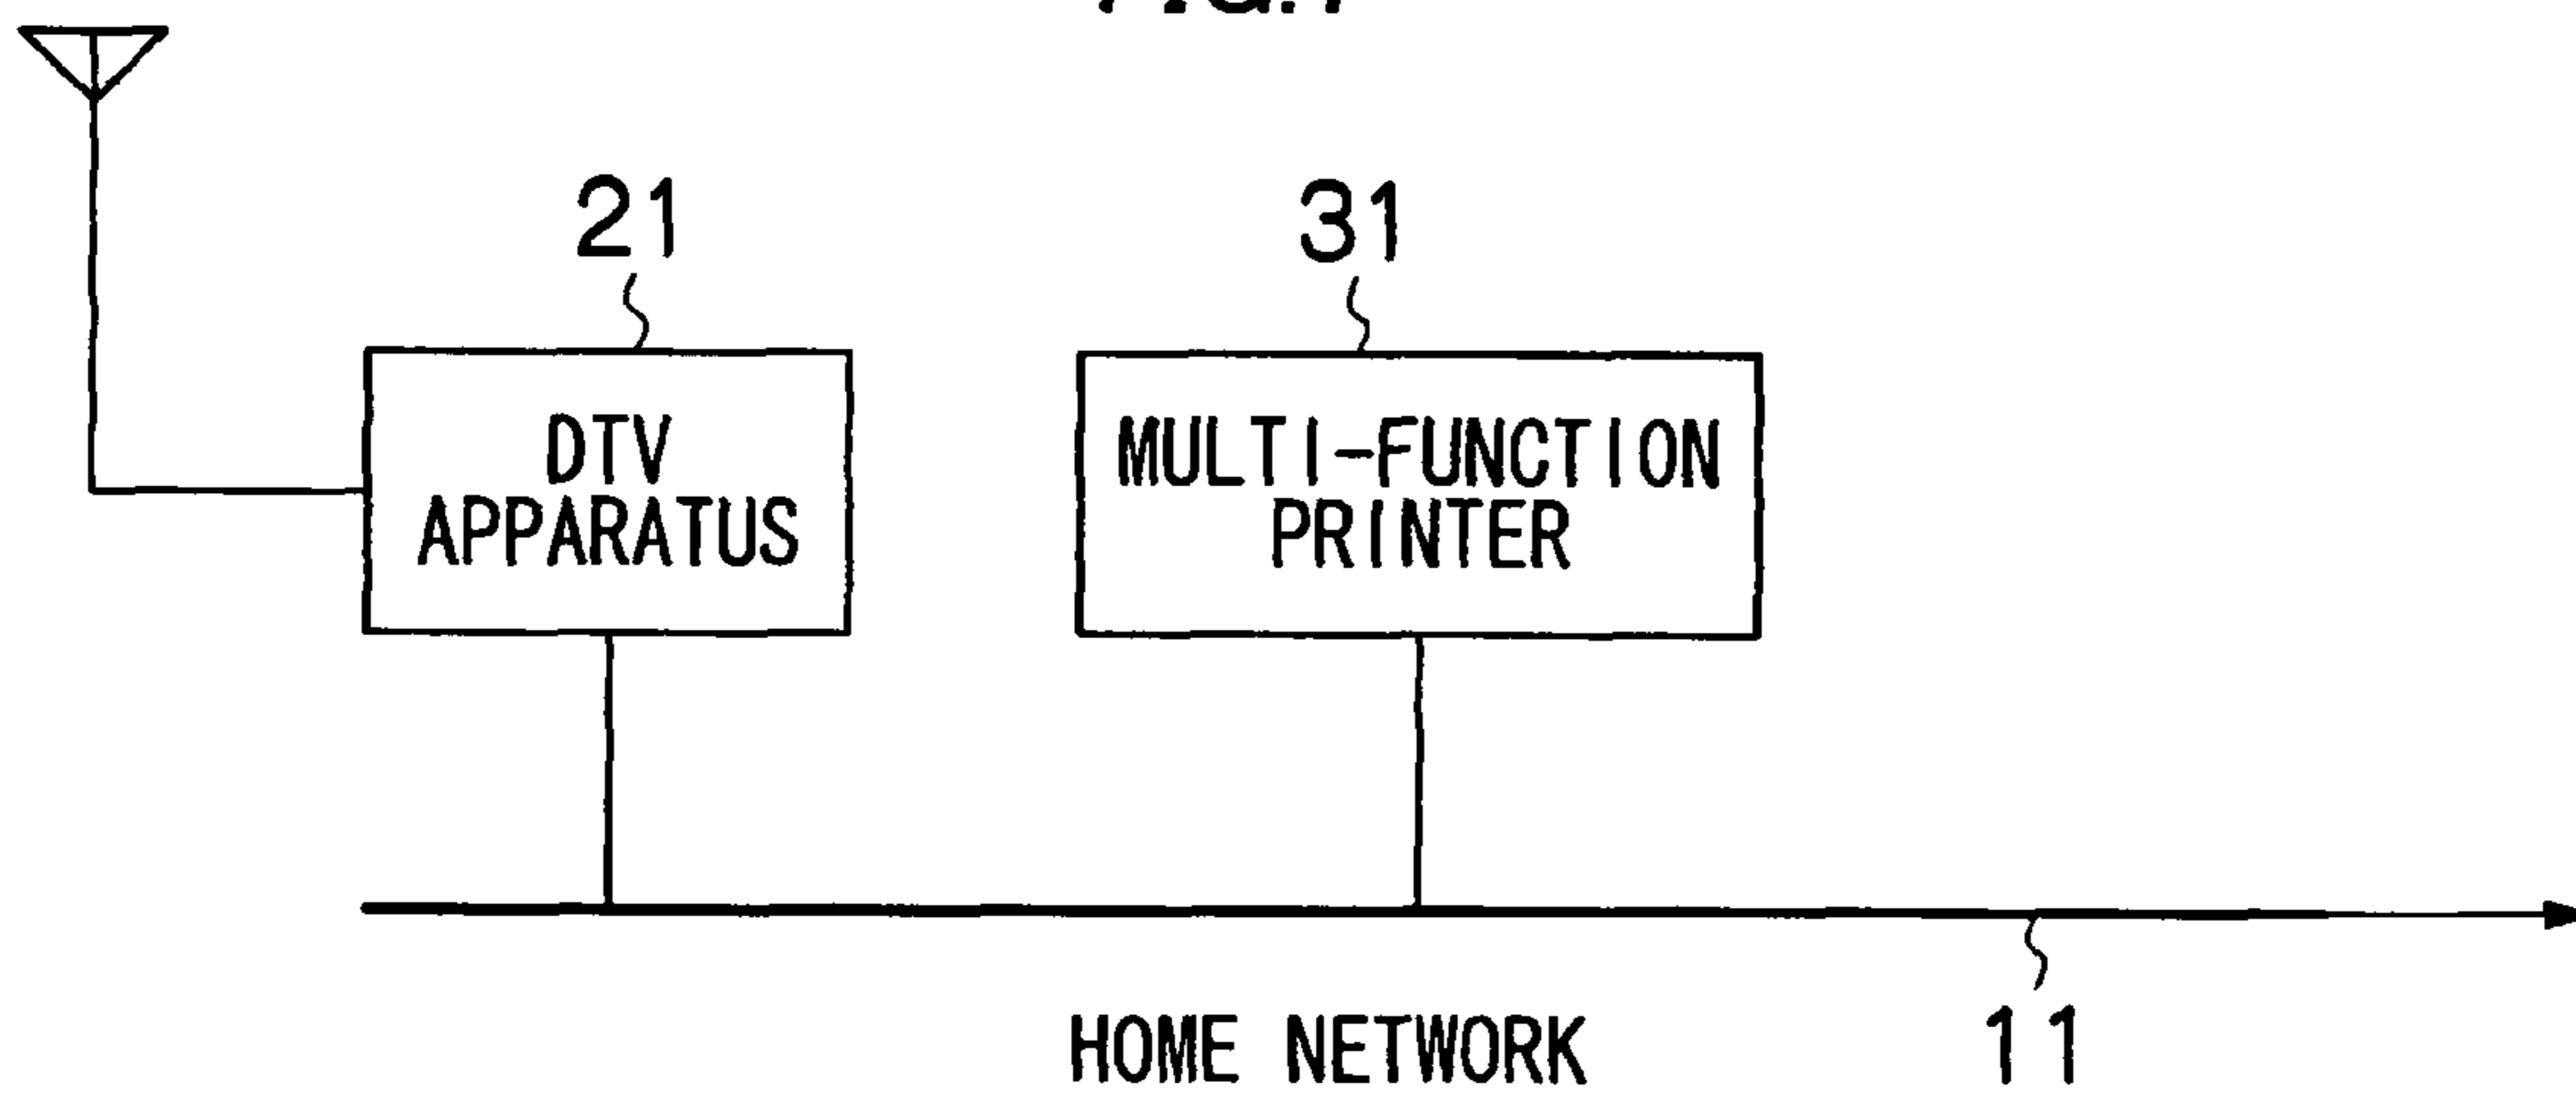 21
31
DTV
APPARATUS
MULTI-FUNCTION
PRINTER
HOME NETWORK
11